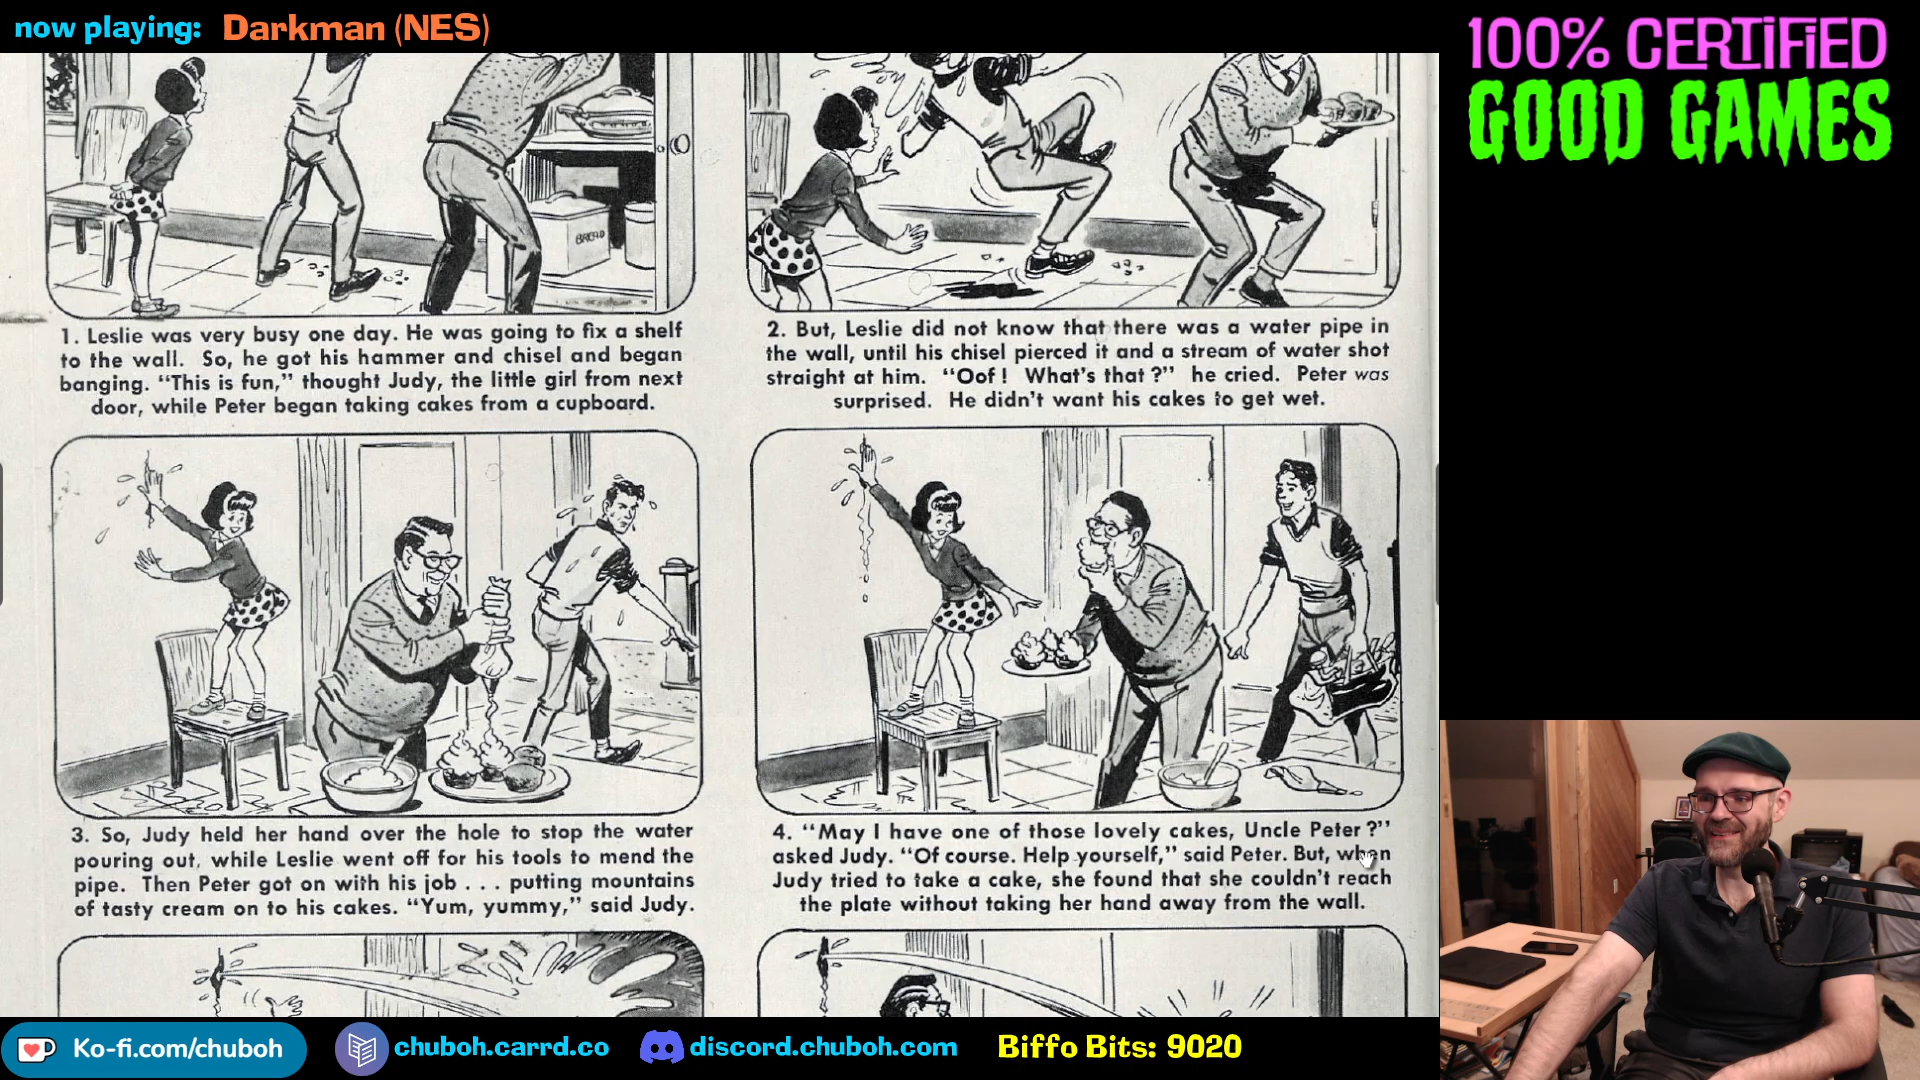 now playing: Darkman (NES)
100% CERTIFIED
GOOD GAMES
BREAD
1. Leslie was very busy one day. He was going to fix a shelf
to the wall. So, he got his hammer and chisel and began
banging. “This is fun,” thought Judy, the little girl from next
door, while Peter began taking cakes from a cupboard.
2. But, Leslie did not know that there was a water pipe in
the wall, until his chisel pierced it and a stream of water shot
straight at him. “Oof! What's that?” he cried. Peter was
surprised. He didn't want his cakes to get wet.
3. So, Judy held her hand over the hole to stop the water
pouring out, while Leslie went off for his tools to mend the
pipe. Then Peter got on with his job . . . putting mountains
of tasty cream on to his cakes. “Yum, yummy,” said Judy.
4. “May I have one of those lovely cakes, Uncle Peter?”
asked Judy. “Of course. Help yourself,” said Peter. But, when
Judy tried to take a cake, she found that she couldn't reach
the plate without taking her hand away from the wall.
Ko-fi.com/chuboh
chuboh.carrd.co
discord.chuboh.com
Biffo Bits: 9020